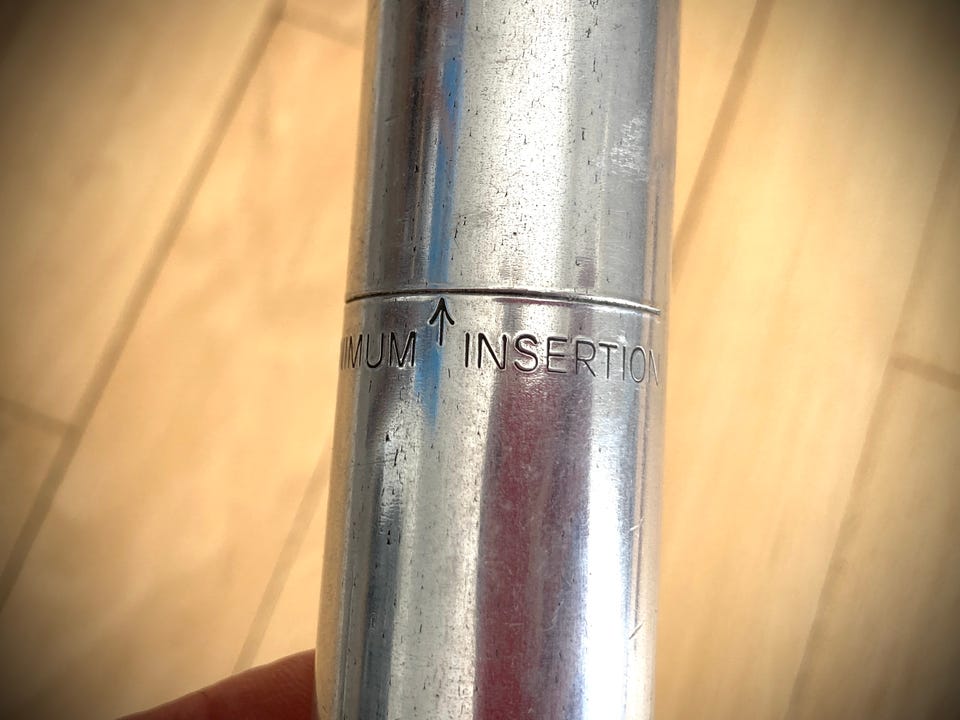 IMUM ↑ INSERTION